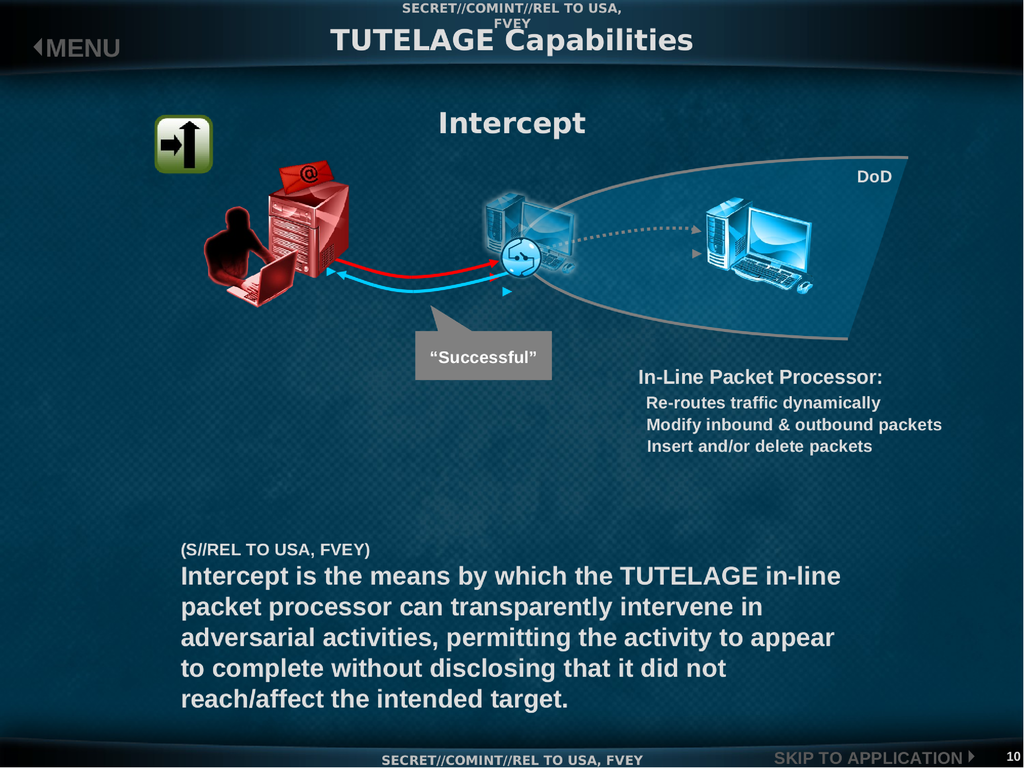 SECRET//COMINT//REL TO USA,
FVEY
MENU
TUTELAGE Capabilities
Intercept
DoD
@
“Successful”
In-Line Packet Processor:
Re-routes traffic dynamically
Modify inbound & outbound packets
Insert and/or delete packets
(S//REL TO USA, FVEY)
Intercept is the means by which the TUTELAGE in-line
packet processor can transparently intervene in
adversarial activities, permitting the activity to appear
to complete without disclosing that it did not
reach/affect the intended target.
SECRET//COMINT//REL TO USA, FVEY
SKIP TO APPLICATION
10